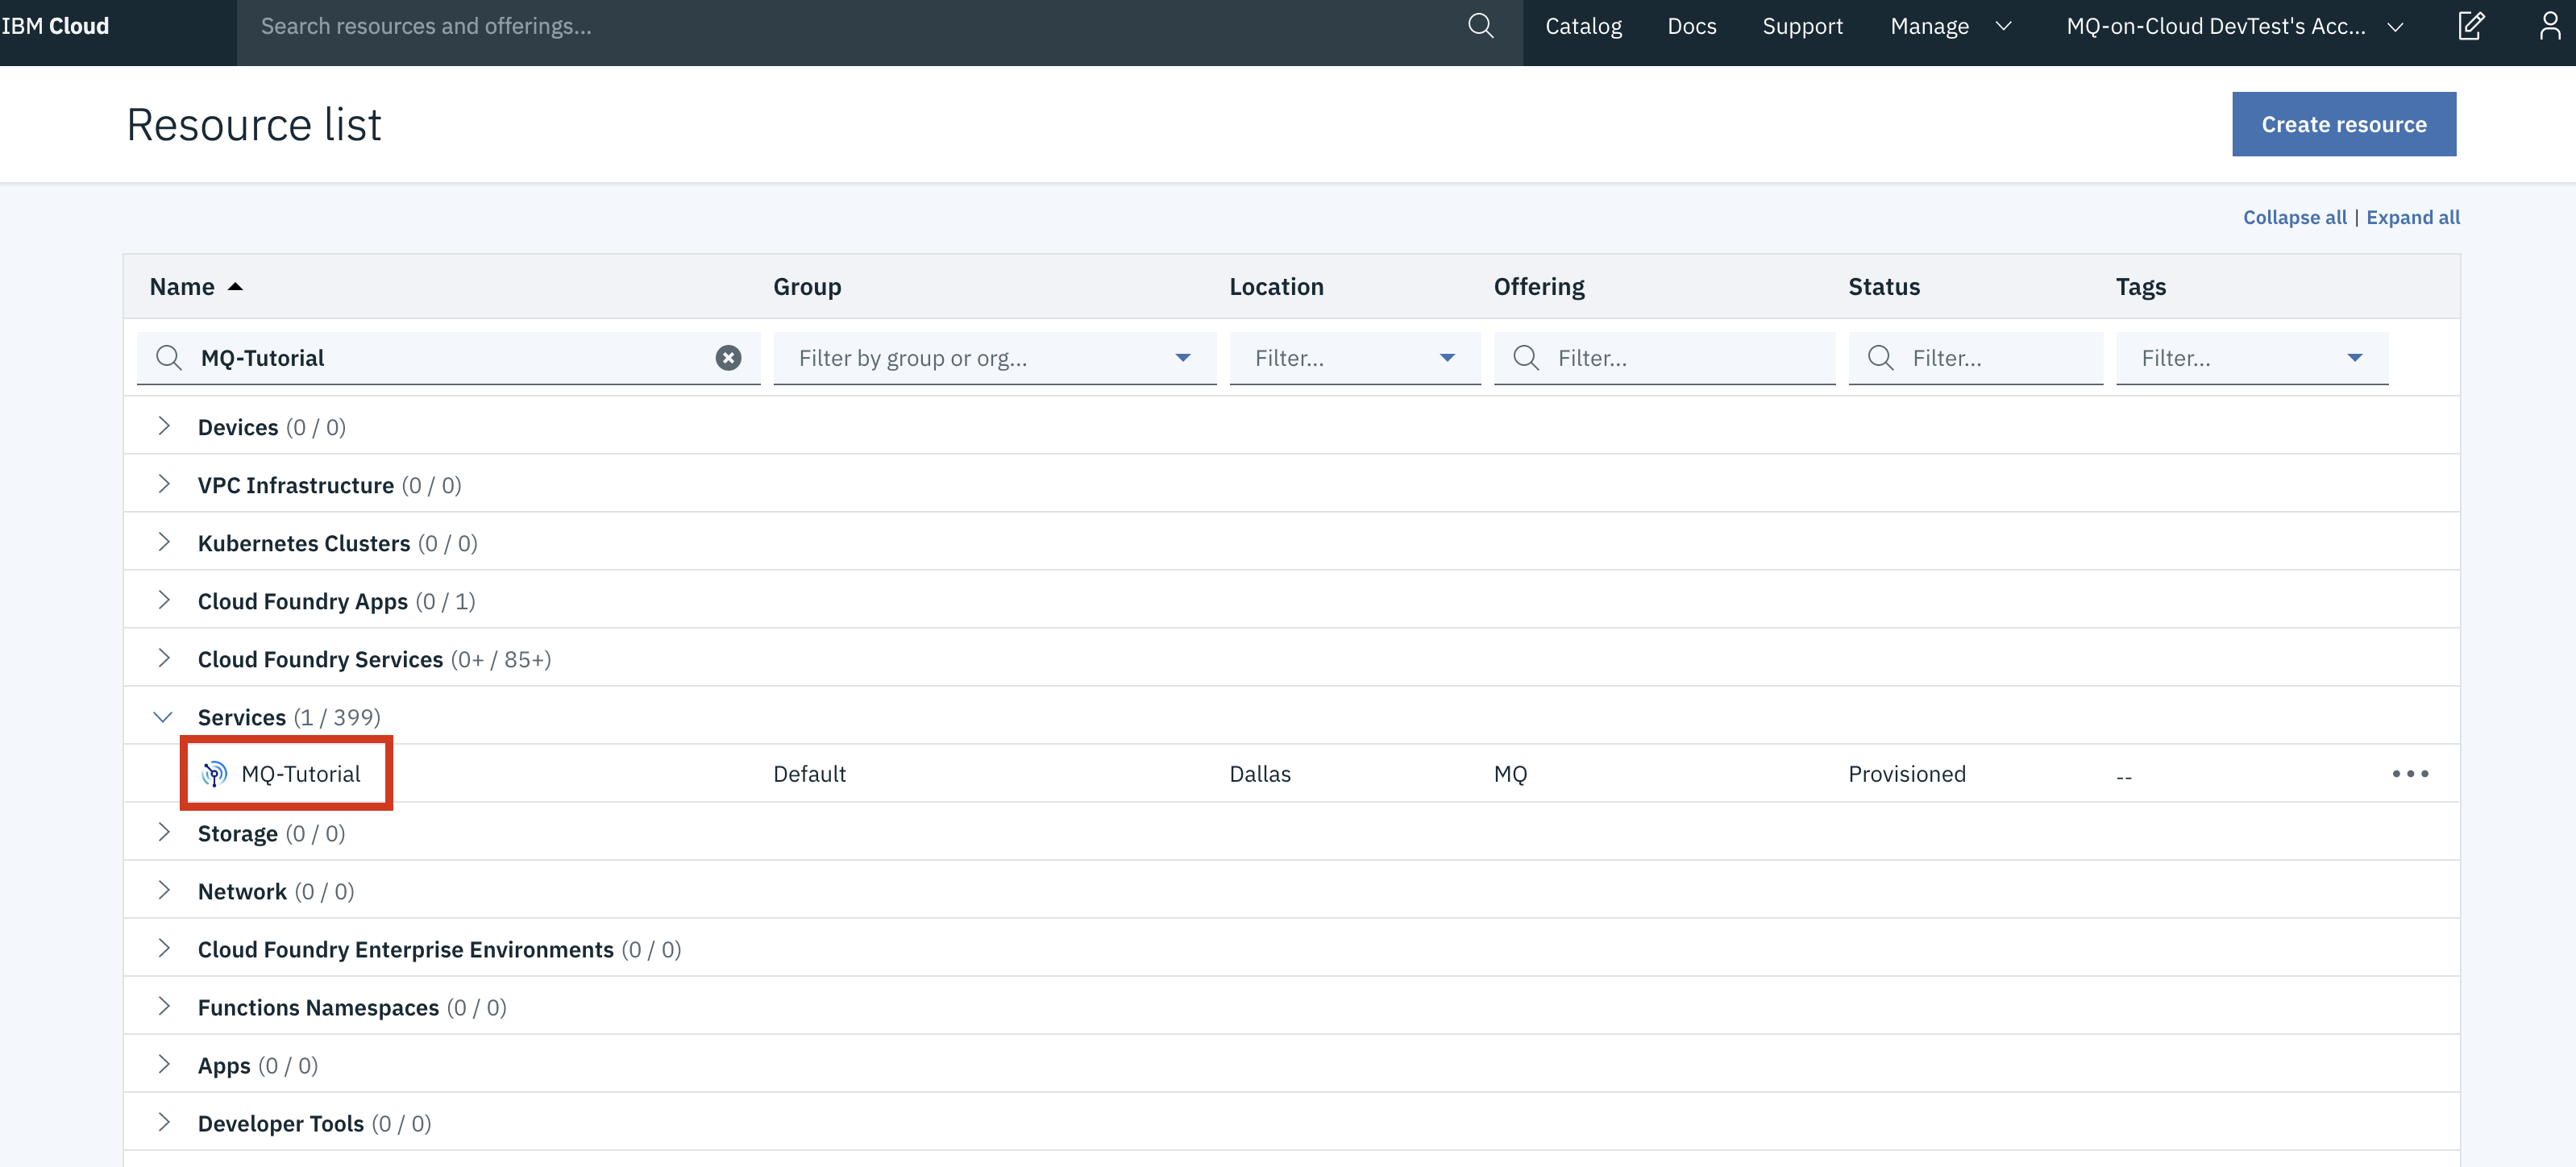 IBM Cloud Search resources and offerings... Catalog Docs Support Manage MQ-on-Cloud DevTest's Acc...
Resource list Create resource
Collapse all | Expand all
Name Group Location Offering Status Tags
MQ-Tutorial Filter by group or org... Filter... Filter... Filter... Filter...
Devices (0 / 0)
VPC Infrastructure (0 / 0)
Kubernetes Clusters (0 / 0)
Cloud Foundry Apps (0 / 1)
Cloud Foundry Services (0+ / 85+)
Services (1 / 399)
MQ-Tutorial Default Dallas MQ Provisioned --
Storage (0 / 0)
Network (0 / 0)
Cloud Foundry Enterprise Environments (0 / 0)
Functions Namespaces (0 / 0)
Apps (0 / 0)
Developer Tools (0 / 0)